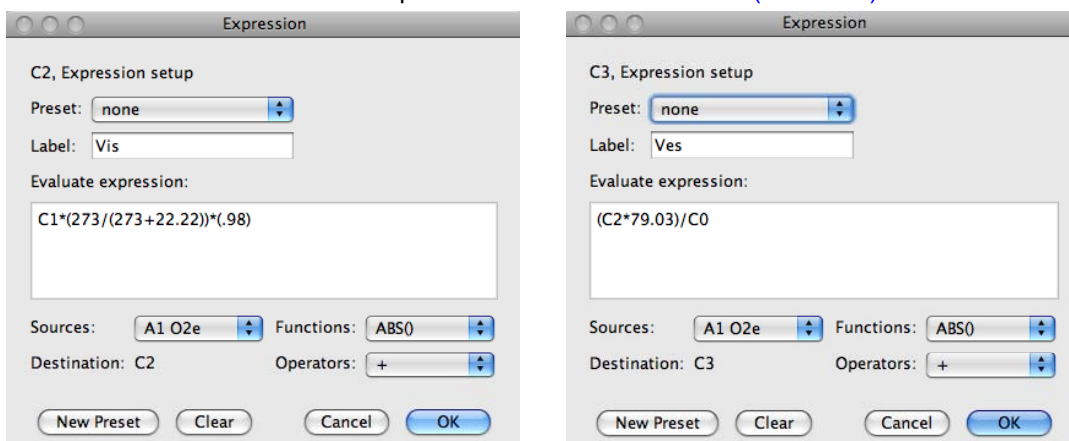 Expression
C2, Expression setup
Preset: none
Label: Vis
Evaluate expression:
C1*(273/(273+22.22))*(.98)
Sources: A1 O2e Functions: ABS()
Destination: C2 Operators: +
New Preset Clear Cancel OK
Expression
C3, Expression setup
Preset: none
Label: Ves
Evaluate expression:
(C2*79.03)/C0
Sources: A1 O2e Functions: ABS()
Destination: C3 Operators: +
New Preset Clear Cancel OK